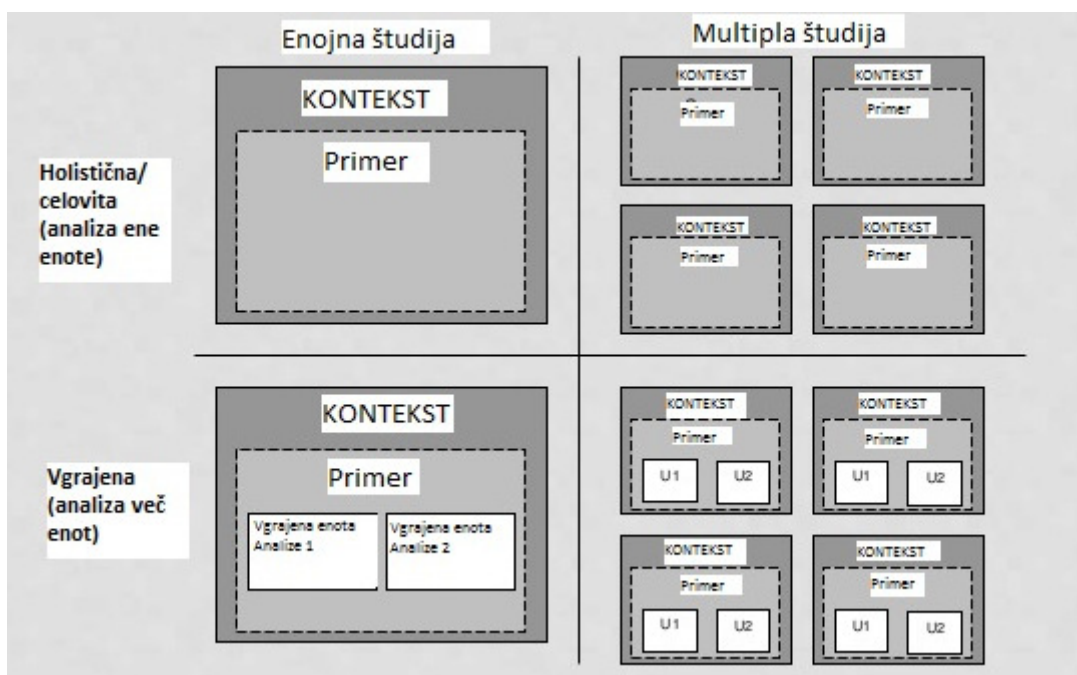 Enojna študija
Multipla študija
KONTEKST
Primer
KONTEKST
Primer
KONTEKST
Primer
KONTEKST
Primer
KONTEKST
Primer
Holistična/
celovita
(analiza ene
enote)
KONTEKST
Primer
Vgrajena enota
Analize 1
Vgrajena enota
Analize 2
KONTEKST
Primer
U1
U2
KONTEKST
Primer
U1
U2
KONTEKST
Primer
U1
U2
KONTEKST
Primer
U1
U2
Vgrajena
(analiza več
enot)